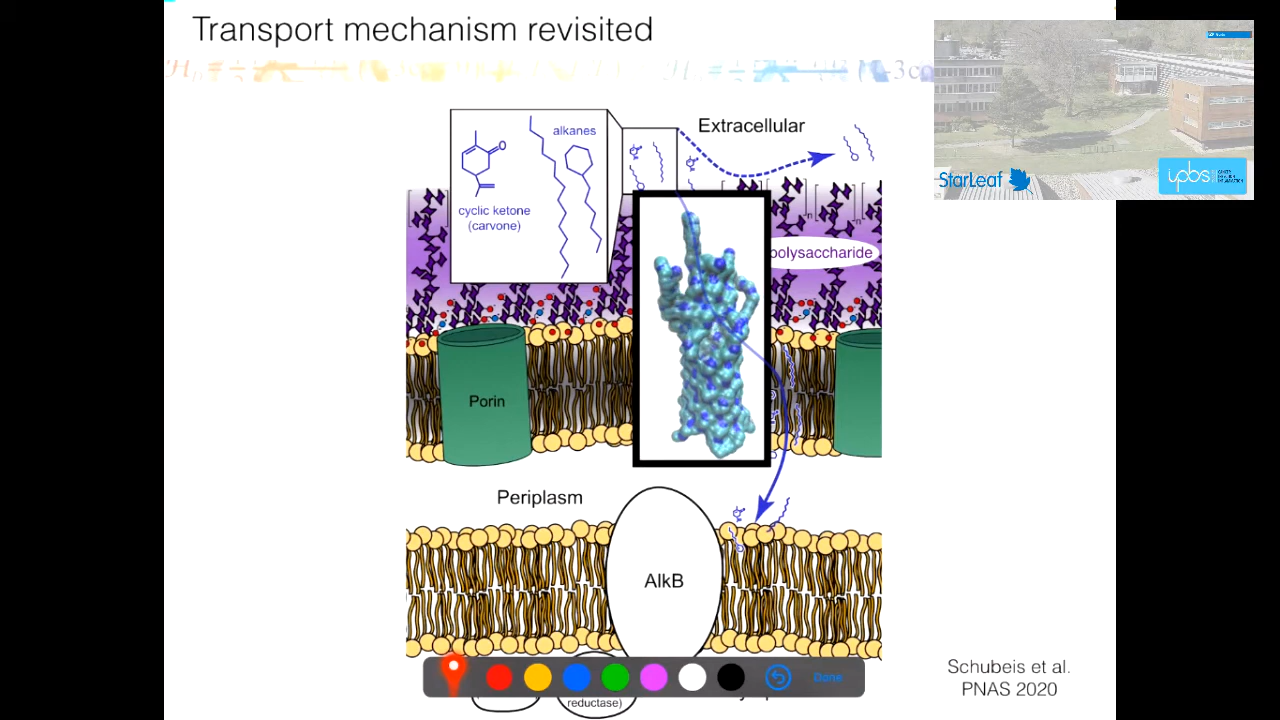 Transport mechanism revisited
alkanes
O
Extracellular
cyclic ketone
(carvone)
n
n
polysaccharide
StarLeaf
ipbs
Porin
Periplasm
AlkB
Schubeis et al.
PNAS 2020
Done
reductase)